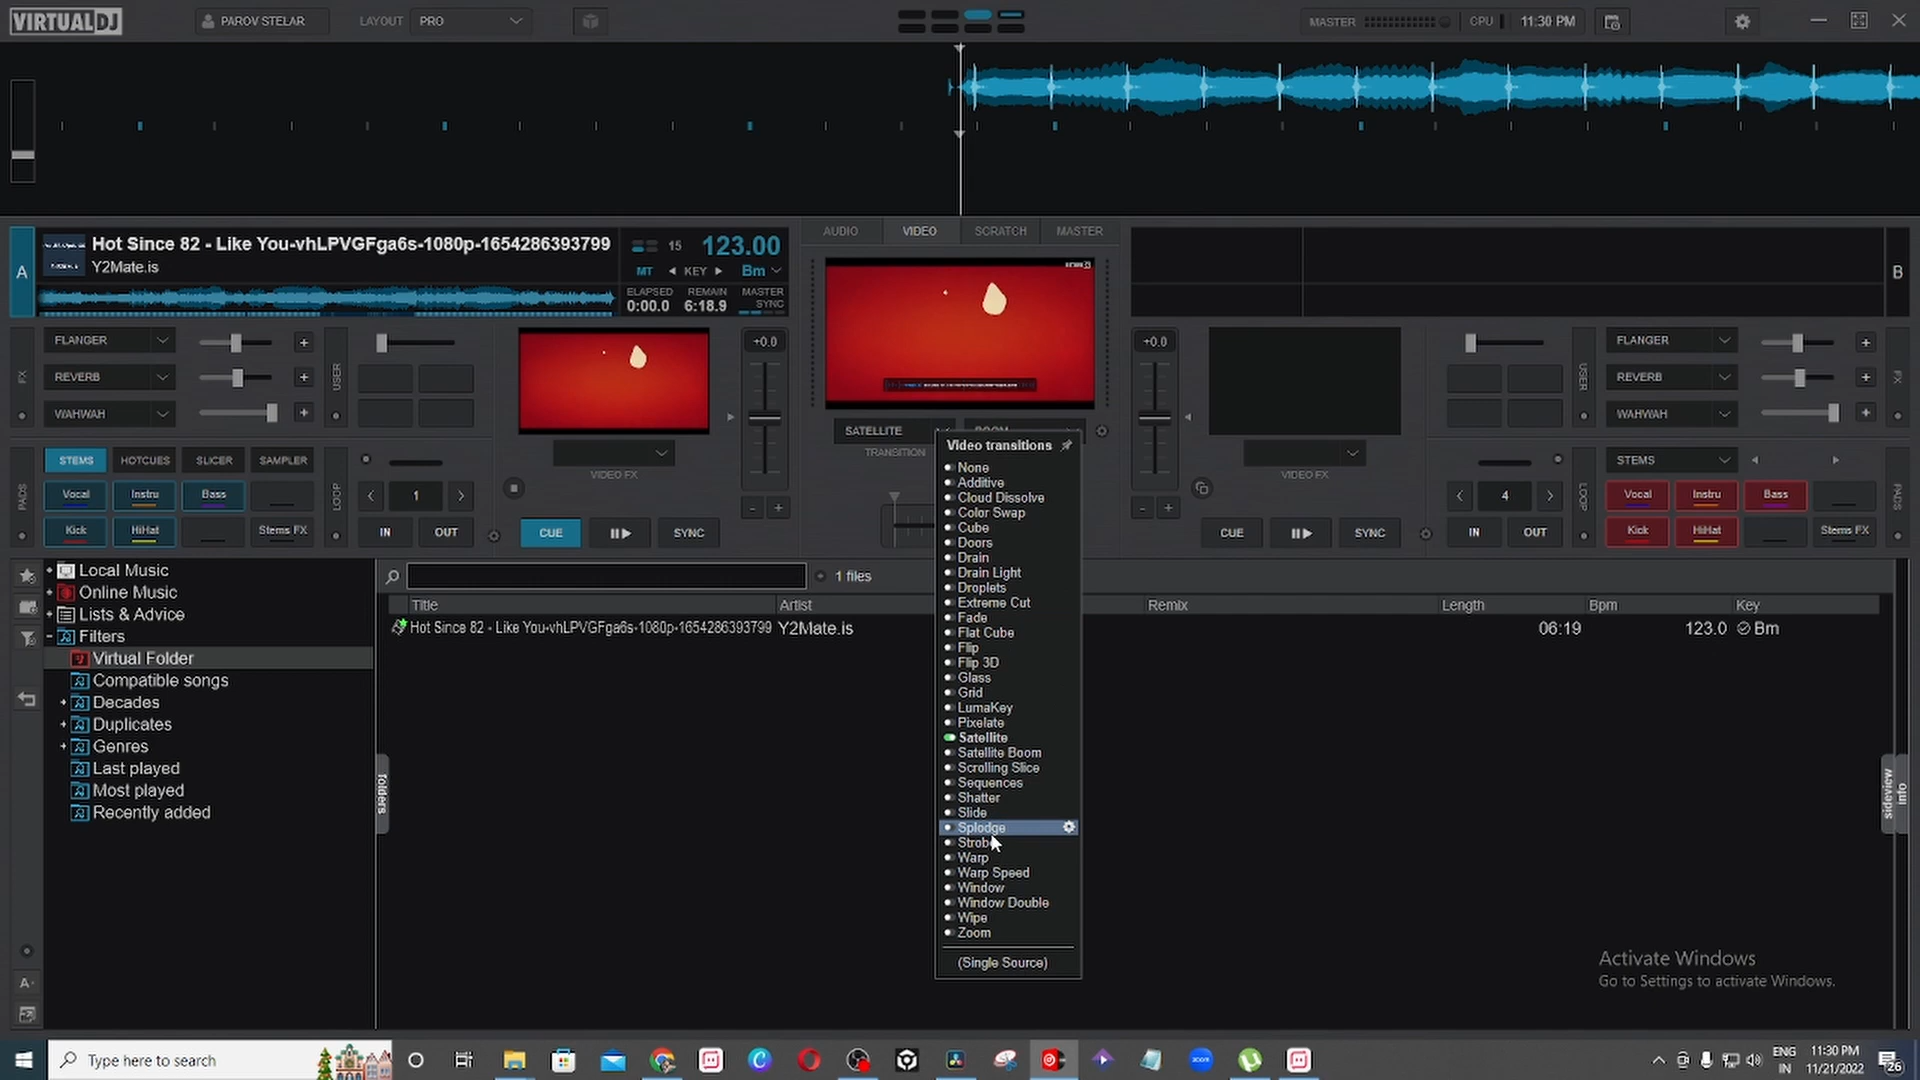 VIRTUALDJ
PAROV STELAR
LAYOUT
PRO
MASTER
CPU
11:30 PM
A
Hot Since 82 - Like You-vhLPVGFga6s-1080p-1654286393799
Y2Mate.is
15
123.00
MT
KEY
Bm
ELAPSED
REMAIN
MASTER
SYNC
0:00.0
6:18.9
AUDIO
VIDEO
SCRATCH
MASTER
B
FX
FLANGER
REVERB
WAHWAH
USER
+0.0
VIDEO FX
SATELLITE
TRANSITION
+0.0
VIDEO FX
USER
FLANGER
REVERB
WAHWAH
FX
PADS
STEMS
HOTCUES
SLICER
SAMPLER
Vocal
Instru
Bass
Kick
HiHat
Stems FX
LOOP
1
IN
OUT
CUE
SYNC
CUE
SYNC
4
IN
OUT
LOOP
STEMS
Vocal
Instru
Bass
Kick
HiHat
Stems FX
PADS
Video transitions
None
Additive
Cloud Dissolve
Color Swap
Cube
Doors
Drain
Drain Light
Droplets
Extreme Cut
Fade
Flat Cube
Flip
Flip 3D
Glass
Grid
LumaKey
Pixelate
Satellite
Satellite Boom
Scrolling Slice
Sequences
Shatter
Slide
Splodge
Strobe
Warp
Warp Speed
Window
Window Double
Wipe
Zoom
(Single Source)
Local Music
Online Music
Lists & Advice
Filters
Virtual Folder
Compatible songs
Decades
Duplicates
Genres
Last played
Most played
Recently added
folders
1 files
Title
Artist
Remix
Length
Bpm
Key
Hot Since 82 - Like You-vhLPVGFga6s-1080p-1654286393799
Y2Mate.is
06:19
123.0
Bm
sideview
info
Activate Windows
Go to Settings to activate Windows.
Type here to search
zoom
ENG
IN
11:30 PM
11/21/2022
26